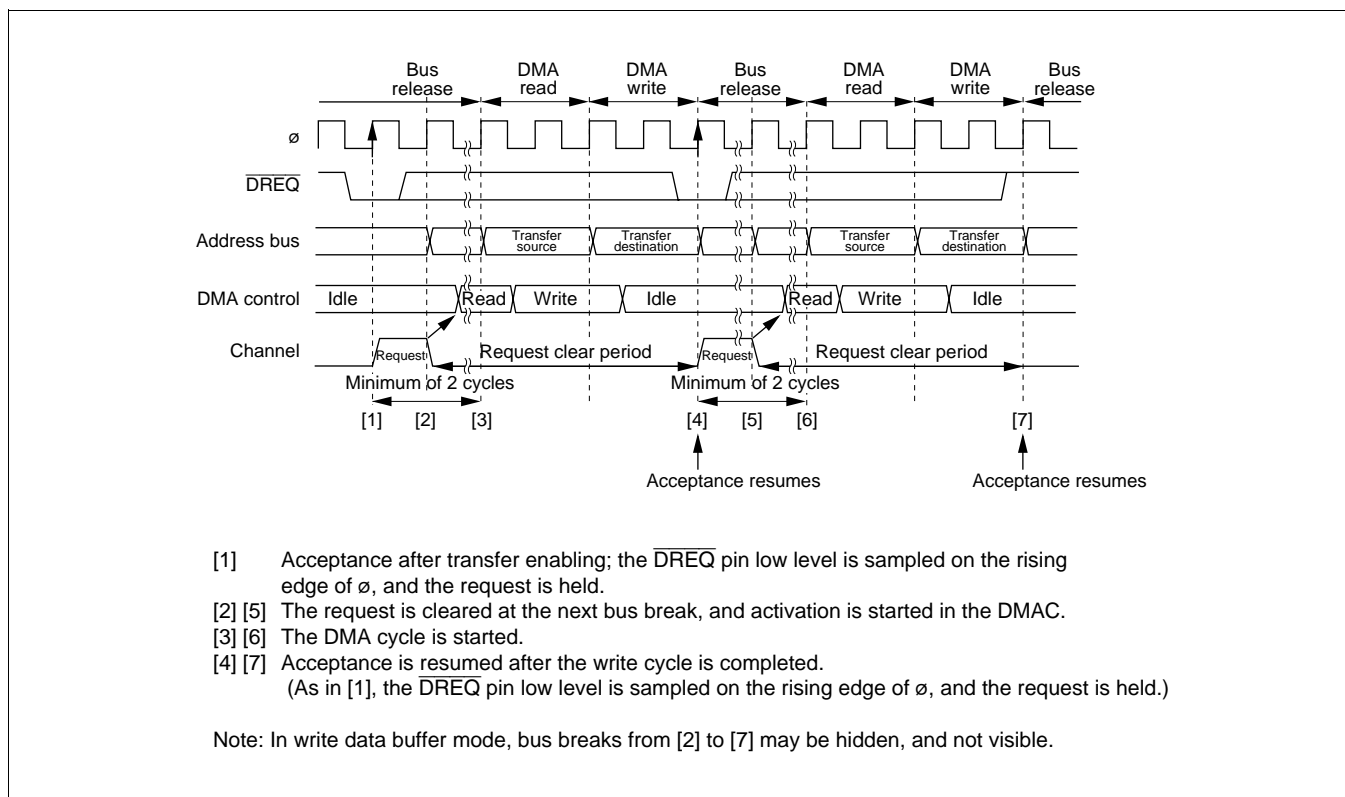 Bus release DMA read DMA write Bus release DMA read DMA write Bus release
ø
DREQ
Address bus Transfer source Transfer destination Transfer source Transfer destination
DMA control Idle Read Write Idle Read Write Idle
Channel Request Request clear period Request Request clear period
Minimum of 2 cycles Minimum of 2 cycles
[1] [2] [3] [4] [5] [6] [7]
Acceptance resumes Acceptance resumes
[1] Acceptance after transfer enabling; the DREQ pin low level is sampled on the rising
edge of ø, and the request is held.
[2] [5] The request is cleared at the next bus break, and activation is started in the DMAC.
[3] [6] The DMA cycle is started.
[4] [7] Acceptance is resumed after the write cycle is completed.
(As in [1], the DREQ pin low level is sampled on the rising edge of ø, and the request is held.)
Note: In write data buffer mode, bus breaks from [2] to [7] may be hidden, and not visible.